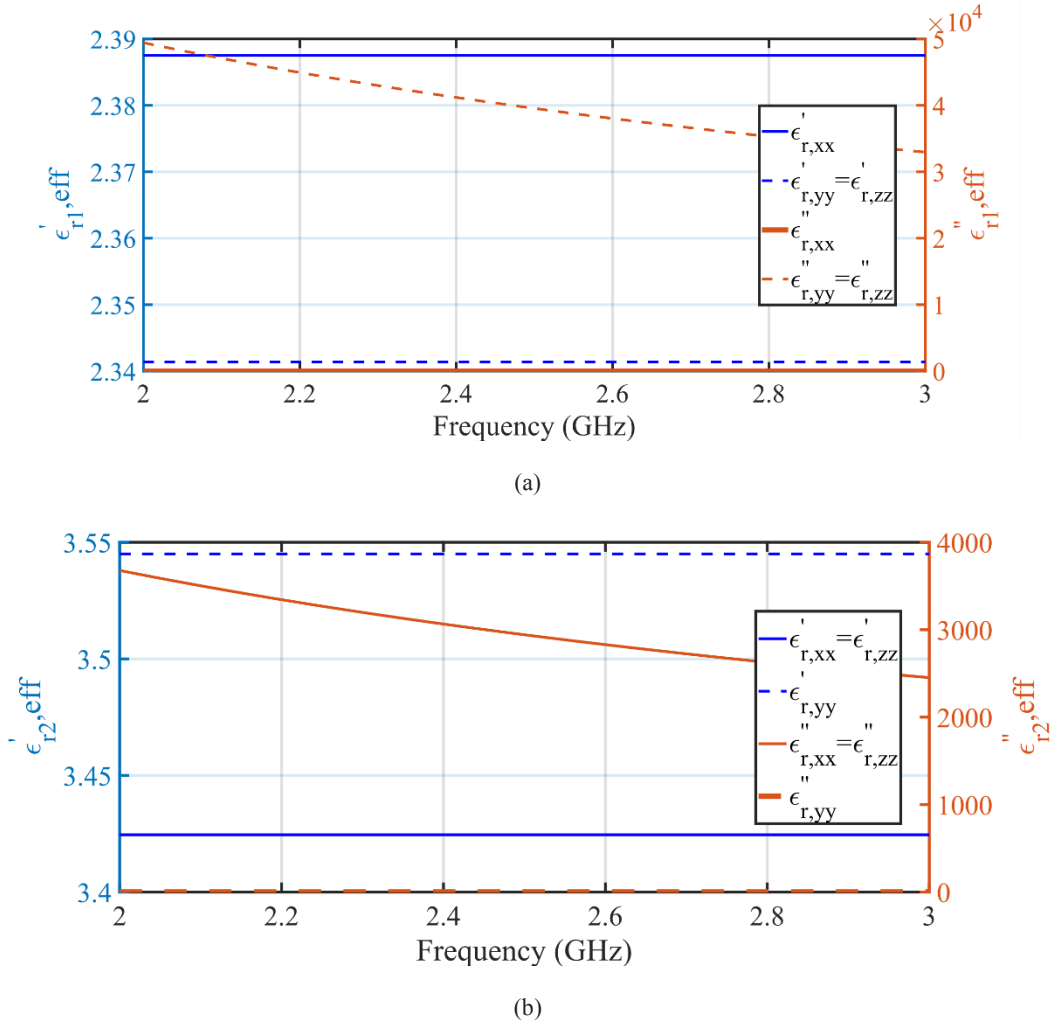 ×10^4
2.39
2.38
2.37
2.36
2.35
2.34
ϵ'_{r1},eff
5
4
3
2
1
0
ϵ''_{r1},eff
ϵ'_{r,xx}
ϵ'_{r,yy}=ϵ'_{r,zz}
ϵ''_{r,xx}
ϵ''_{r,yy}=ϵ''_{r,zz}
2 2.2 2.4 2.6 2.8 3
Frequency (GHz)
(a)
3.55
3.5
3.45
3.4
ϵ'_{r2},eff
4000
3000
2000
1000
0
ϵ''_{r2},eff
ϵ'_{r,xx}=ϵ'_{r,zz}
ϵ'_{r,yy}
ϵ''_{r,xx}=ϵ''_{r,zz}
ϵ''_{r,yy}
2 2.2 2.4 2.6 2.8 3
Frequency (GHz)
(b)